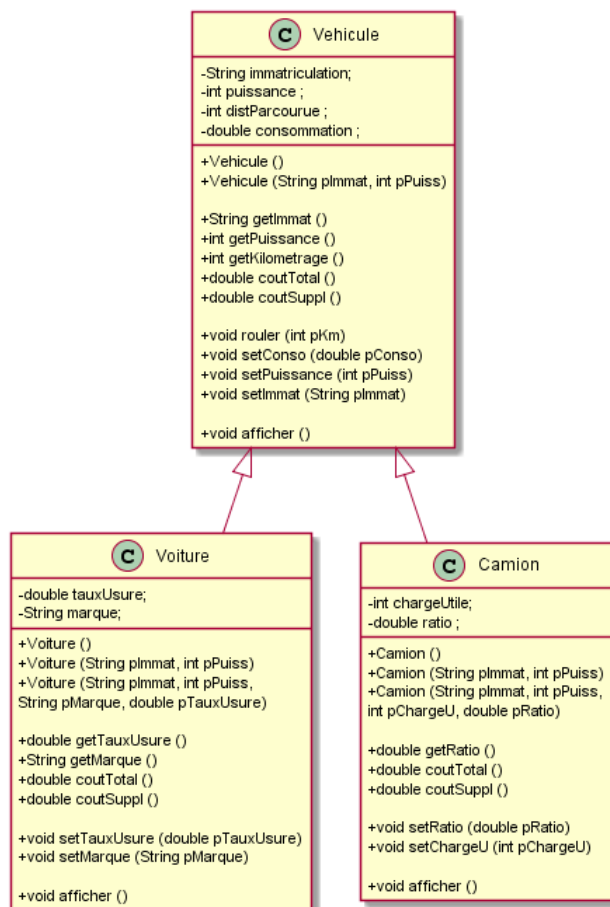 C Vehicule
-String immatriculation;
-int puissance ;
-int distParcourue ;
-double consommation ;
+Vehicule ()
+Vehicule (String pImmat, int pPuiss)
+String getImmat ()
+int getPuissance ()
+int getKilometrage ()
+double coutTotal ()
+double coutSuppl ()
+void rouler (int pKm)
+void setConso (double pConso)
+void setPuissance (int pPuiss)
+void setImmat (String pImmat)
+void afficher ()
C Voiture
-double tauxUsure;
-String marque;
+Voiture ()
+Voiture (String pImmat, int pPuiss)
+Voiture (String pImmat, int pPuiss,
String pMarque, double pTauxUsure)
+double getTauxUsure ()
+String getMarque ()
+double coutTotal ()
+double coutSuppl ()
+void setTauxUsure (double pTauxUsure)
+void setMarque (String pMarque)
+void afficher ()
C Camion
-int chargeUtile;
-double ratio ;
+Camion ()
+Camion (String pImmat, int pPuiss)
+Camion (String pImmat, int pPuiss,
int pChargeU, double pRatio)
+double getRatio ()
+double coutTotal ()
+double coutSuppl ()
+void setRatio (double pRatio)
+void setChargeU (int pChargeU)
+void afficher ()